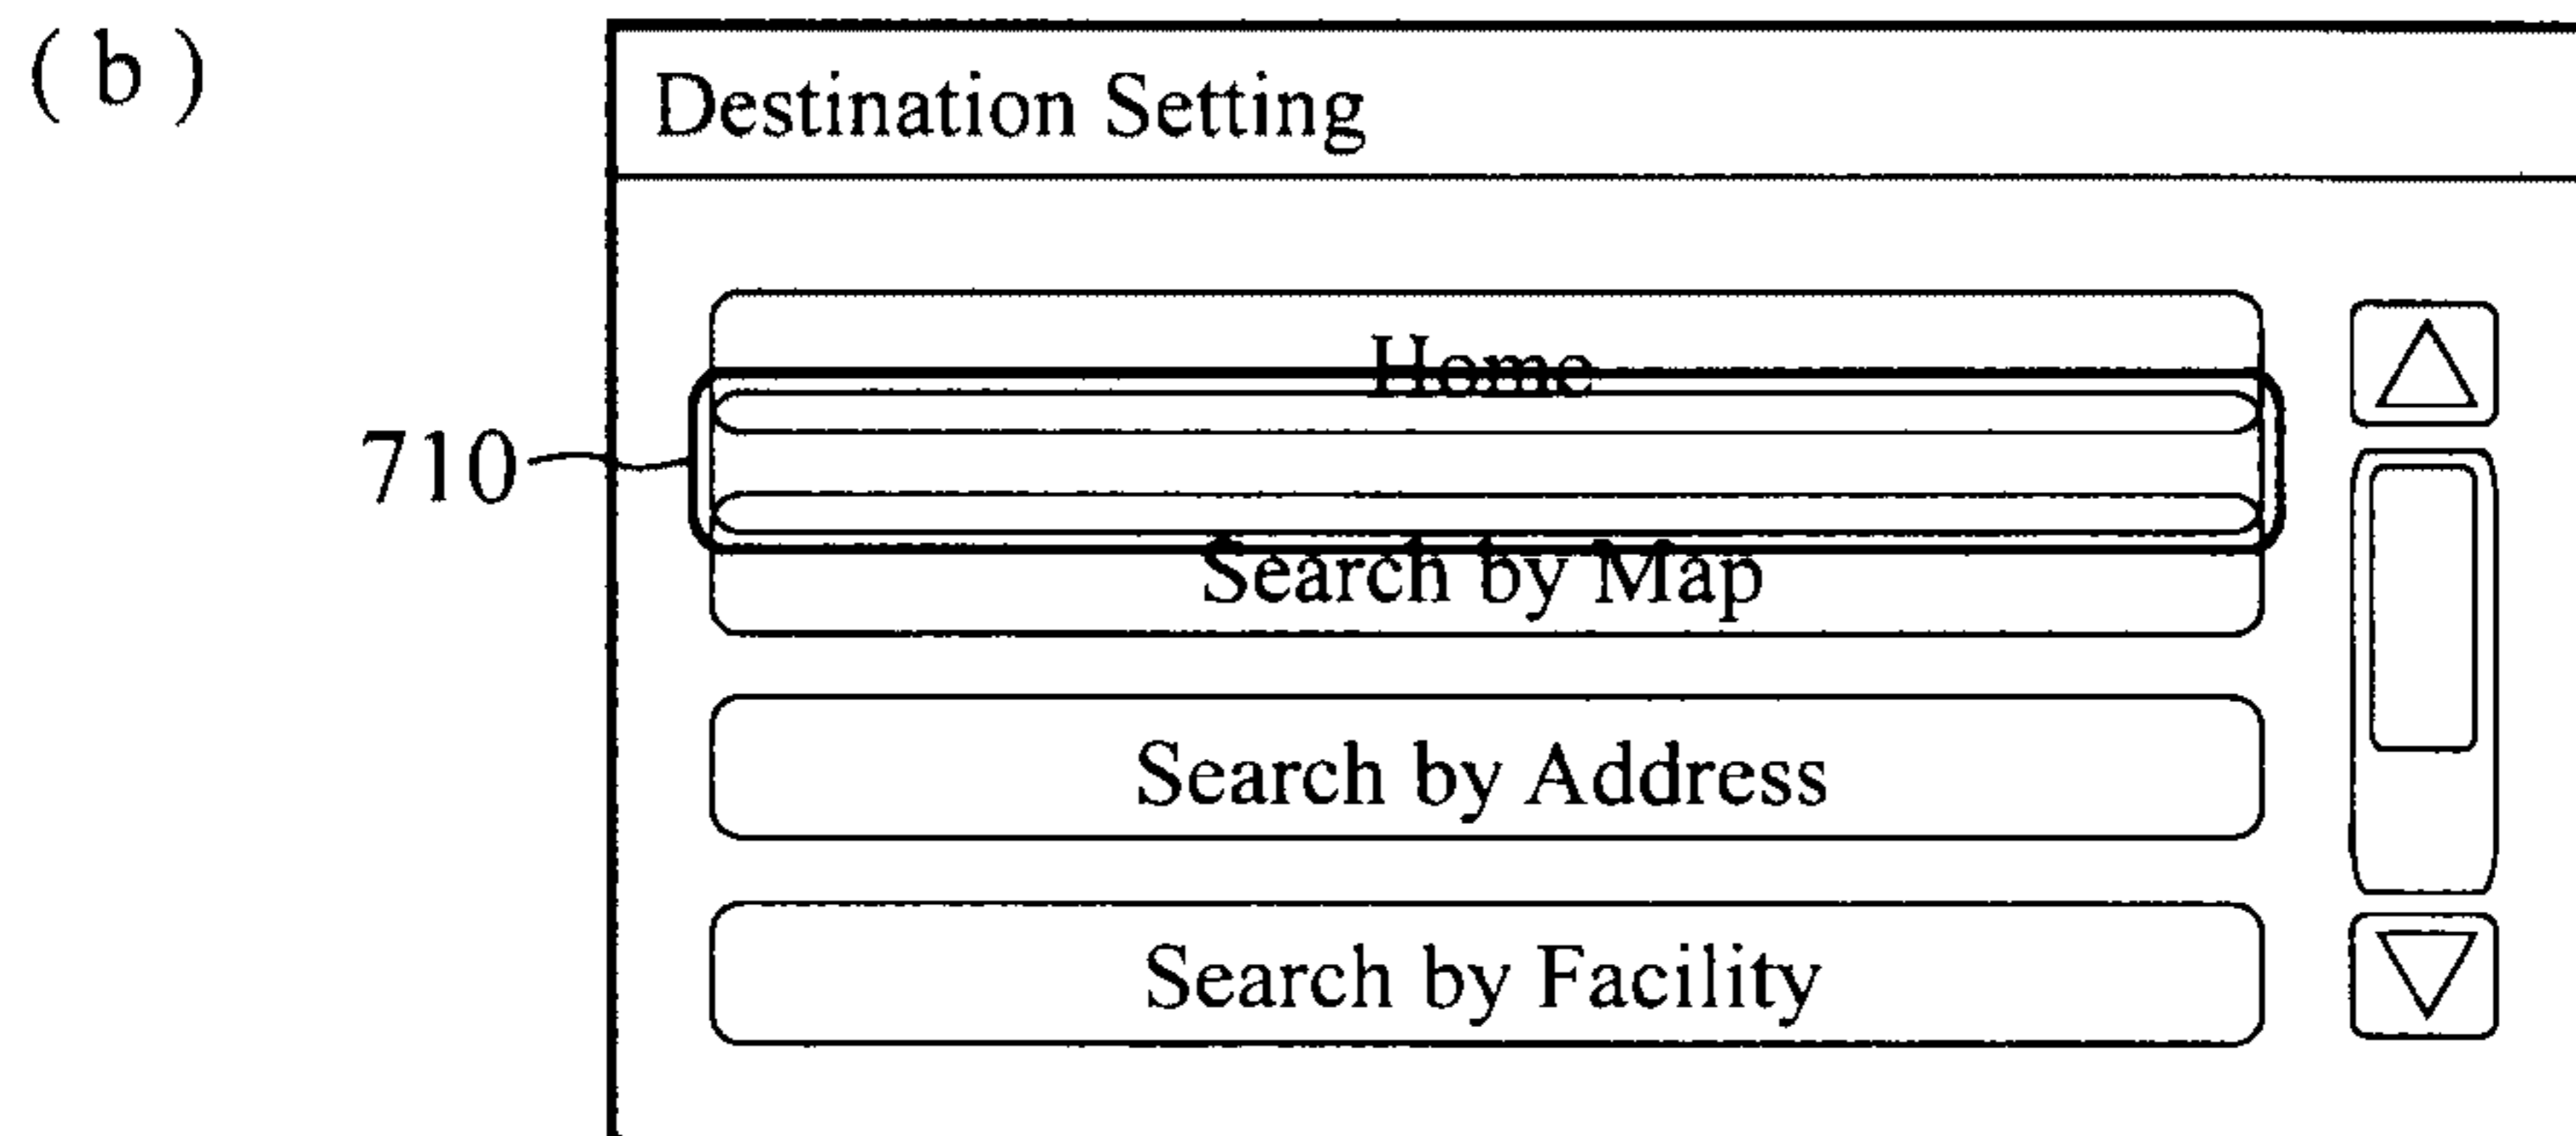 ( b )
Destination Setting
Home
710
Search by Map
Search by Address
Search by Facility